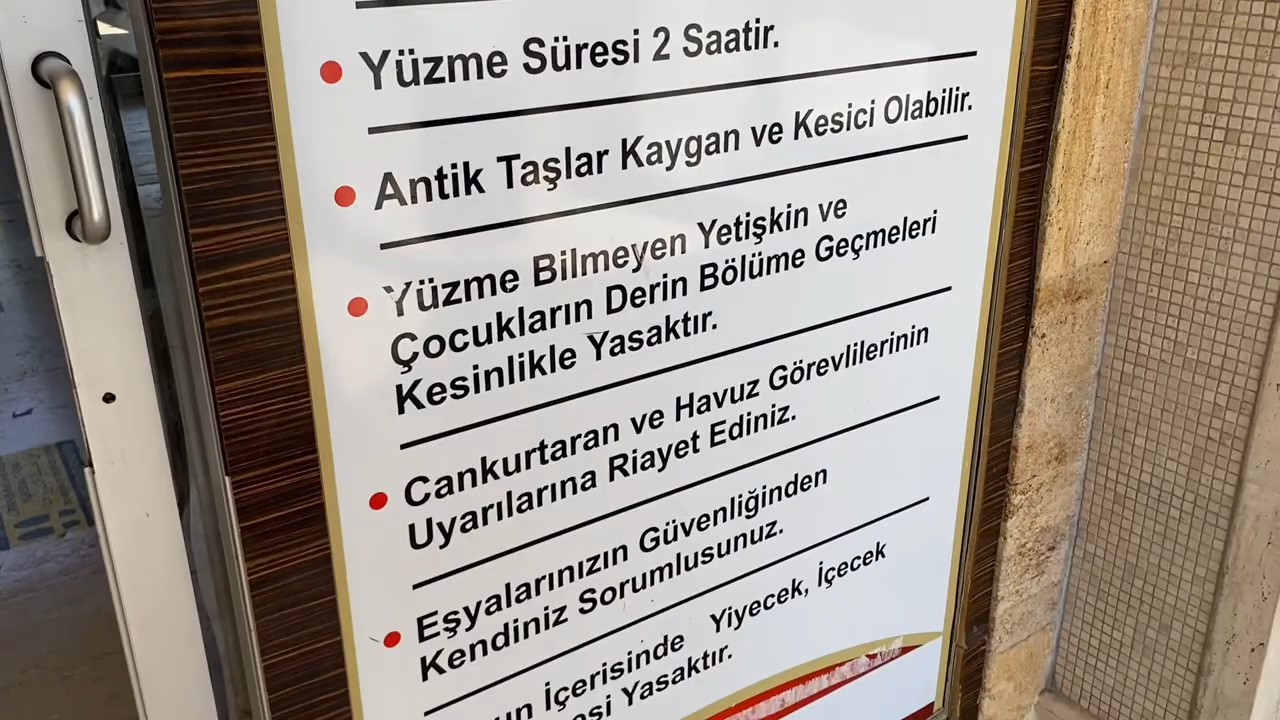 Yüzme Süresi 2 Saatir.
Antik Taşlar Kaygan ve Kesici Olabilir.
Yüzme Bilmeyen Yetişkin ve
Çocukların Derin Bölüme Geçmeleri
Kesinlikle Yasaktır.
Cankurtaran ve Havuz Görevlilerinin
Uyarılarına Riayet Ediniz.
Eşyalarınızın Güvenliğinden
Kendiniz Sorumlusunuz.
İçerisinde Yiyecek, İçecek
Yasaktır.